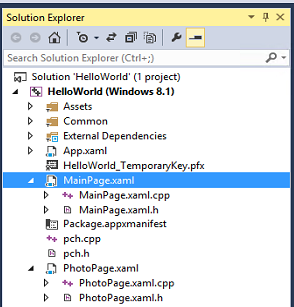 Solution Explorer
Search Solution Explorer (Ctrl+;)
Solution 'HelloWorld' (1 project)
HelloWorld (Windows 8.1)
Assets
Common
External Dependencies
App.xaml
HelloWorld_TemporaryKey.pfx
MainPage.xaml
MainPage.xaml.cpp
MainPage.xaml.h
Package.appxmanifest
pch.cpp
pch.h
PhotoPage.xaml
PhotoPage.xaml.cpp
PhotoPage.xaml.h